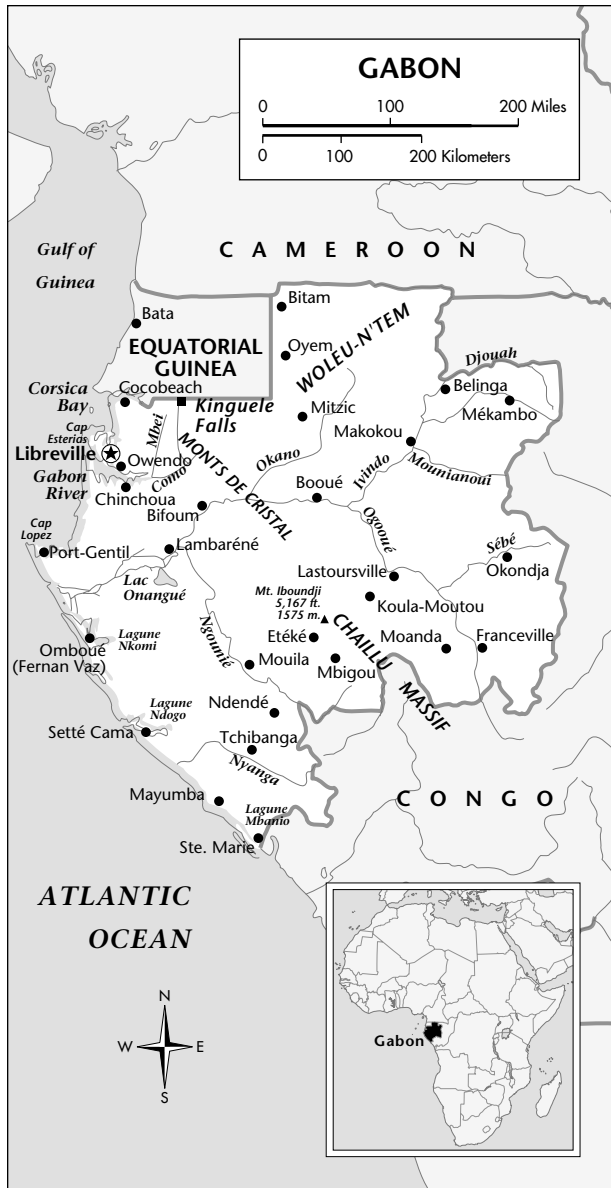 GABON
0 100 200 Miles
0 100 200 Kilometers
Gulf of
Guinea
CAMEROON
Bata
Bitam
EQUATORIAL
GUINEA
Oyem
WOLEU-N'TEM
Djouah
Corsica
Bay
Cocobeach
Kinguele
Falls
Mitzic
Belinga
Mékambo
Cap
Esterias
Mbei
Makokou
Libreville
Owendo
MONTS DE CRISTAL
Okano
Ivindo
Mounianoui
Gabon
River
Chinchoua
Como
Bifoum
Booué
Ogooué
Cap
Lopez
Port-Gentil
Lambaréné
Sébé
Okondja
Lac
Onangué
Lastoursville
Mt. Iboundji
5,167 ft.
1575 m.
Koula-Moutou
Ngounié
Etéké
CHAILLU MASSIF
Moanda
Franceville
Omboué
(Fernan Vaz)
Lagune
Nkomi
Mouila
Mbigou
Lagune
Ndogo
Ndendé
Setté Cama
Tchibanga
Nyanga
Mayumba
Lagune
Mbanio
CONGO
Ste. Marie
ATLANTIC
OCEAN
N
W E
S
Gabon